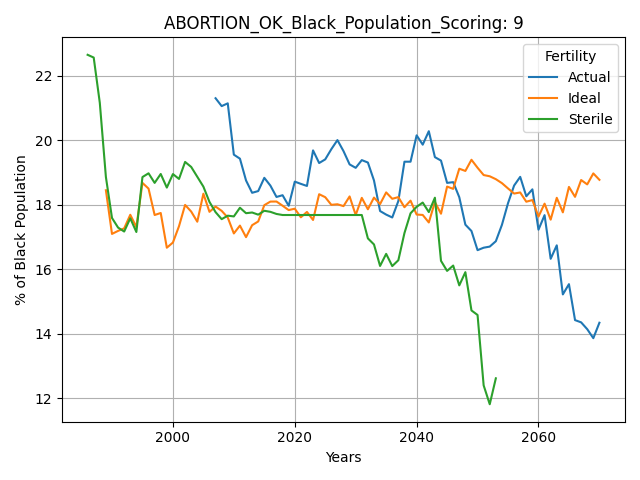 ABORTION_OK_Black_Population_Scoring: 9
% of Black Population
22
20
18
16
14
12
Fertility
Actual
Ideal
Sterile
2000
2020
2040
2060
Years